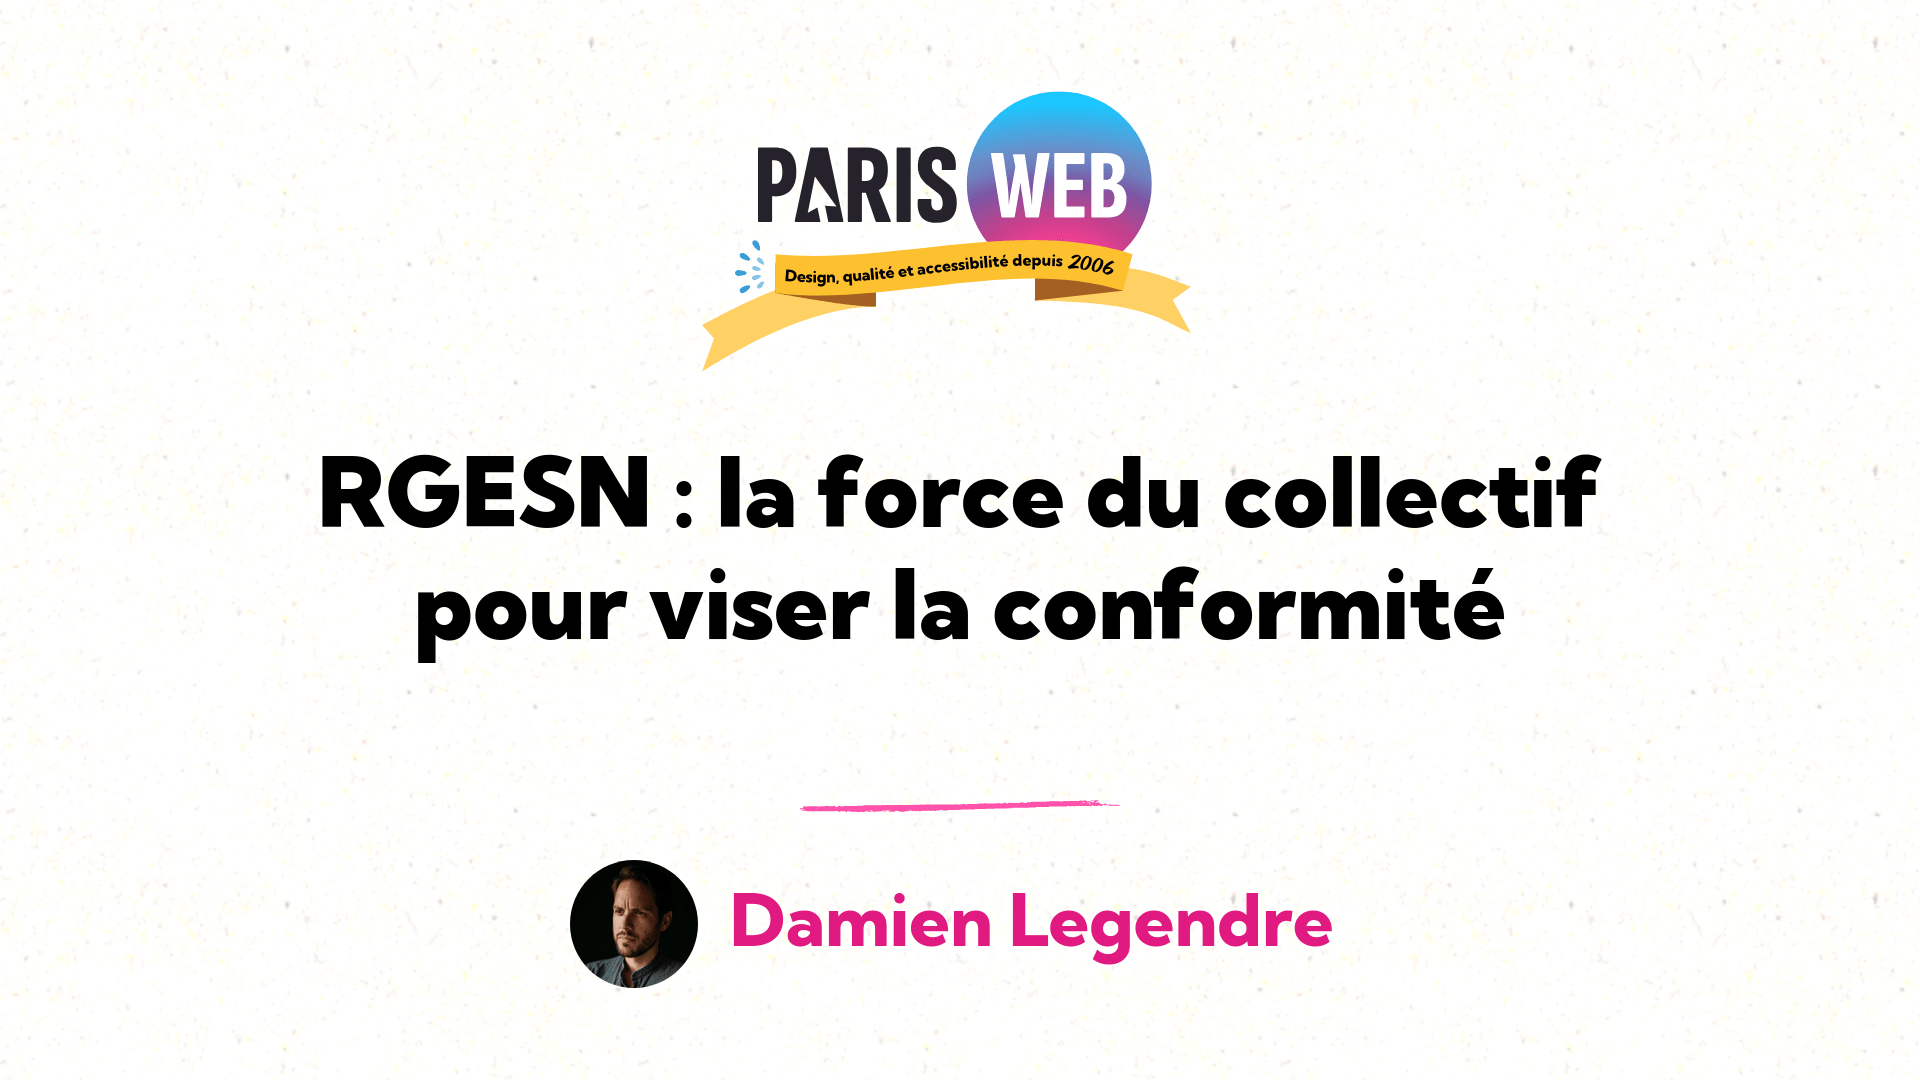 PARIS WEB
Design, qualité et accessibilité depuis 2006
RGESN : la force du collectif
pour viser la conformité
Damien Legendre